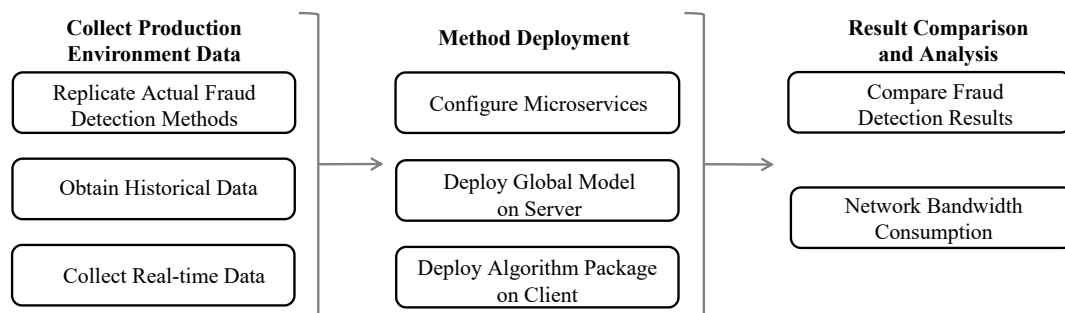 Collect Production
Environment Data
Replicate Actual Fraud
Detection Methods
Obtain Historical Data
Collect Real-time Data
Method Deployment
Configure Microservices
Deploy Global Model
on Server
Deploy Algorithm Package
on Client
Result Comparison
and Analysis
Compare Fraud
Detection Results
Network Bandwidth
Consumption